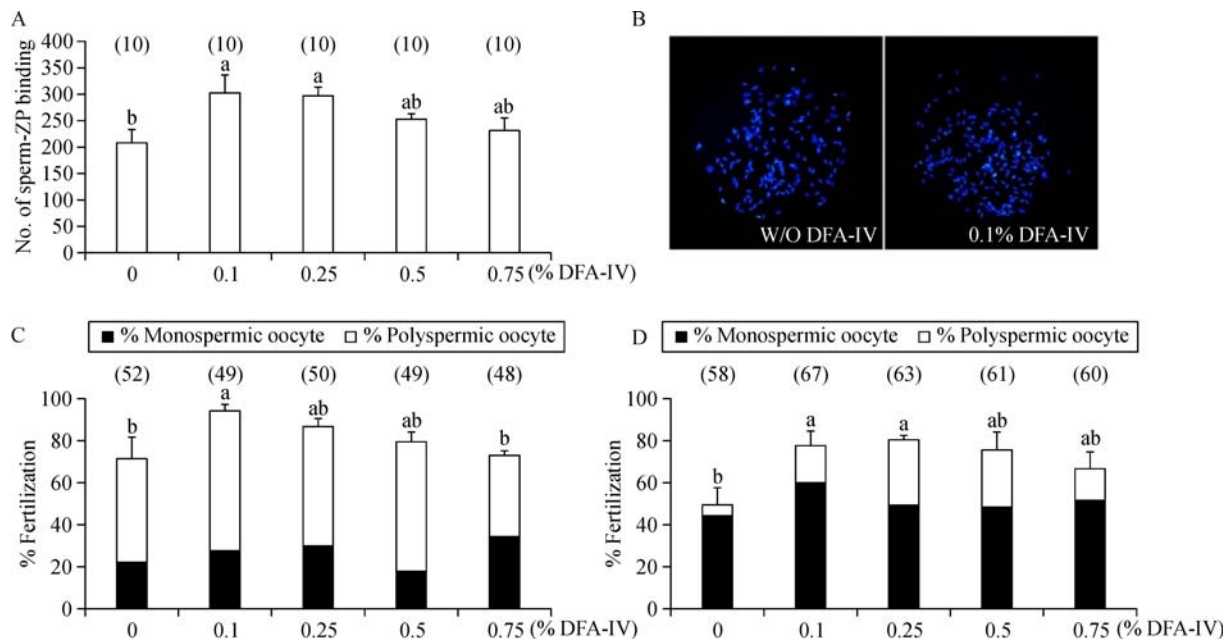 A
No. of sperm-ZP binding
400
350
300
250
200
150
100
50
0
(10) (10) (10) (10) (10)
b a a ab ab
0 0.1 0.25 0.5 0.75 (% DFA-IV)
B
W/O DFA-IV
0.1% DFA-IV
C
% Monospermic oocyte % Polyspermic oocyte
(52) (49) (50) (49) (48)
b a ab ab b
% Fertilization
100
80
60
40
20
0
0 0.1 0.25 0.5 0.75 (% DFA-IV)
D
% Monospermic oocyte % Polyspermic oocyte
(58) (67) (63) (61) (60)
b a a ab ab
% Fertilization
100
80
60
40
20
0
0 0.1 0.25 0.5 0.75 (% DFA-IV)